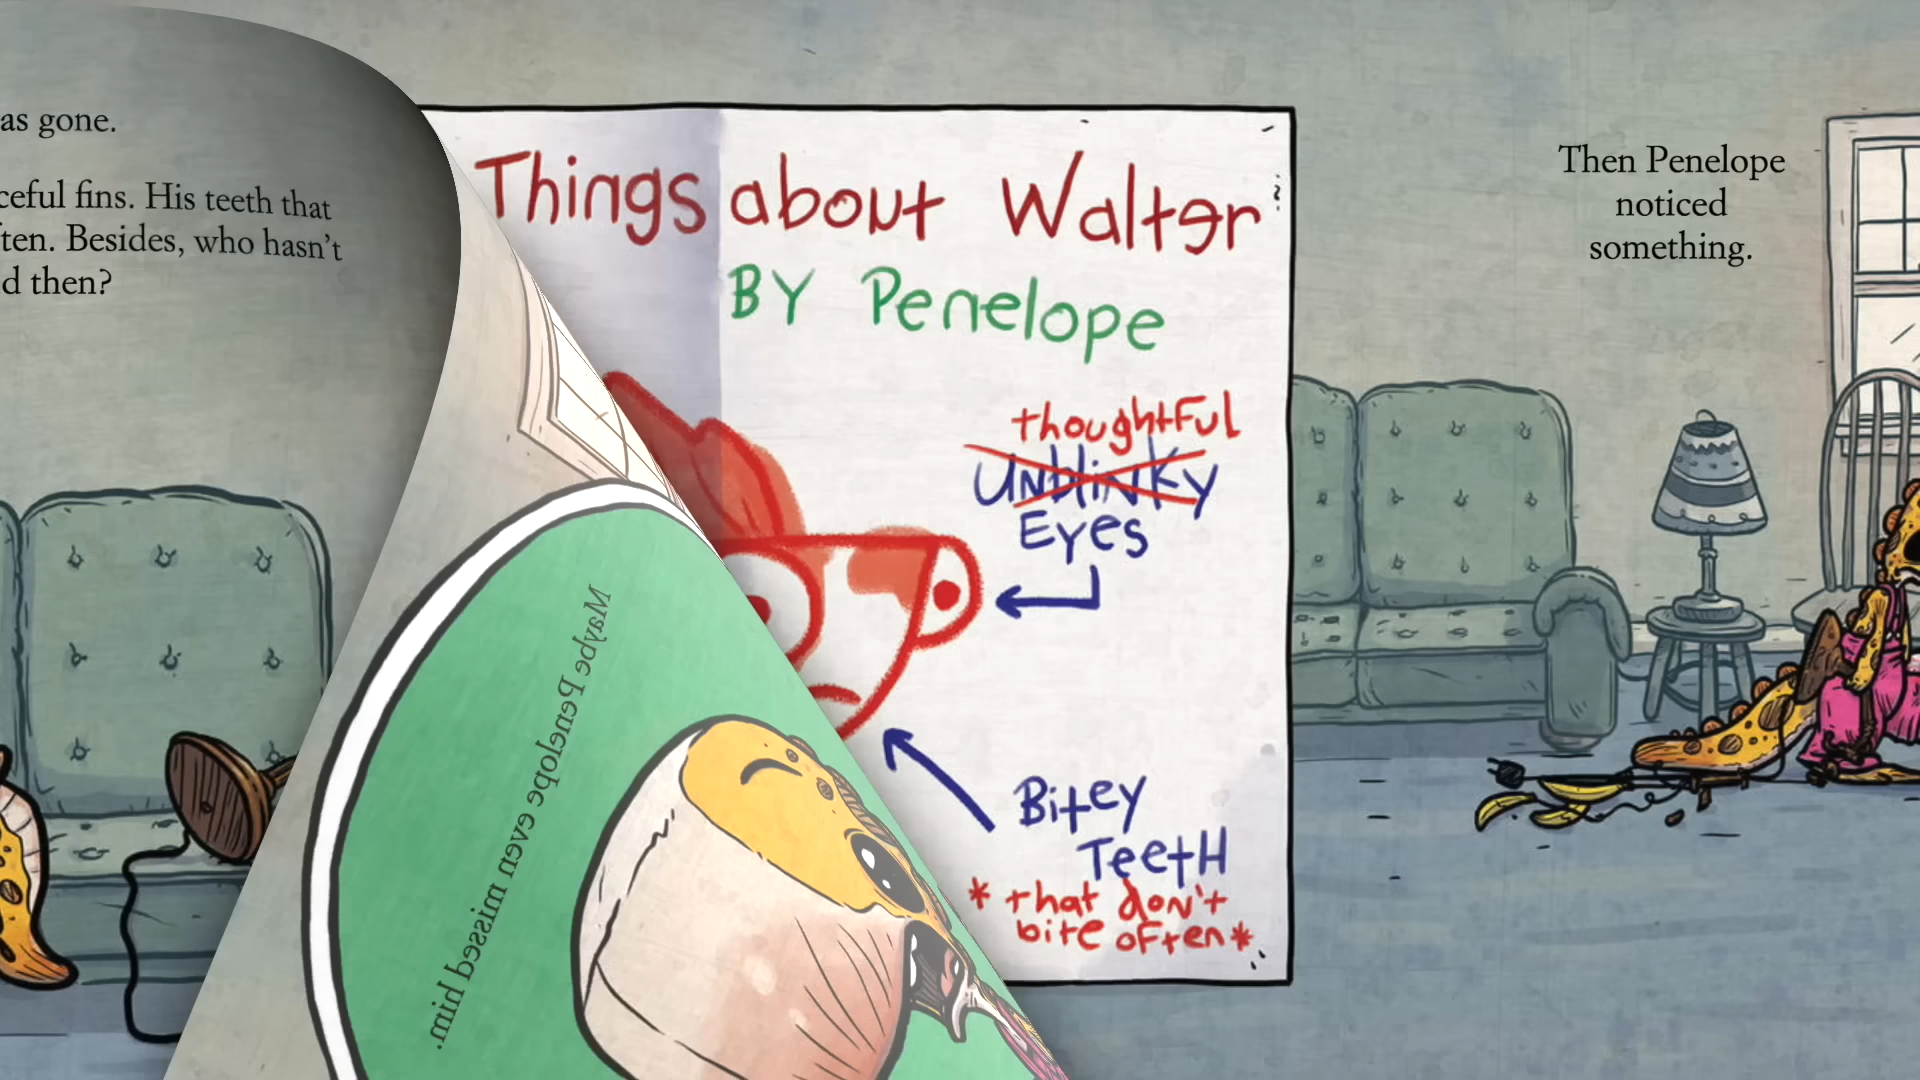 as gone.
ceful fins. His teeth that
ten. Besides, who hasn't
d then?
Maybe Penelope even missed him.
Things about Walter
BY Penelope
thoughtful
Unblinky
Eyes
Bitey
TeetH
* that don't
bite often *
Then Penelope
noticed
something.